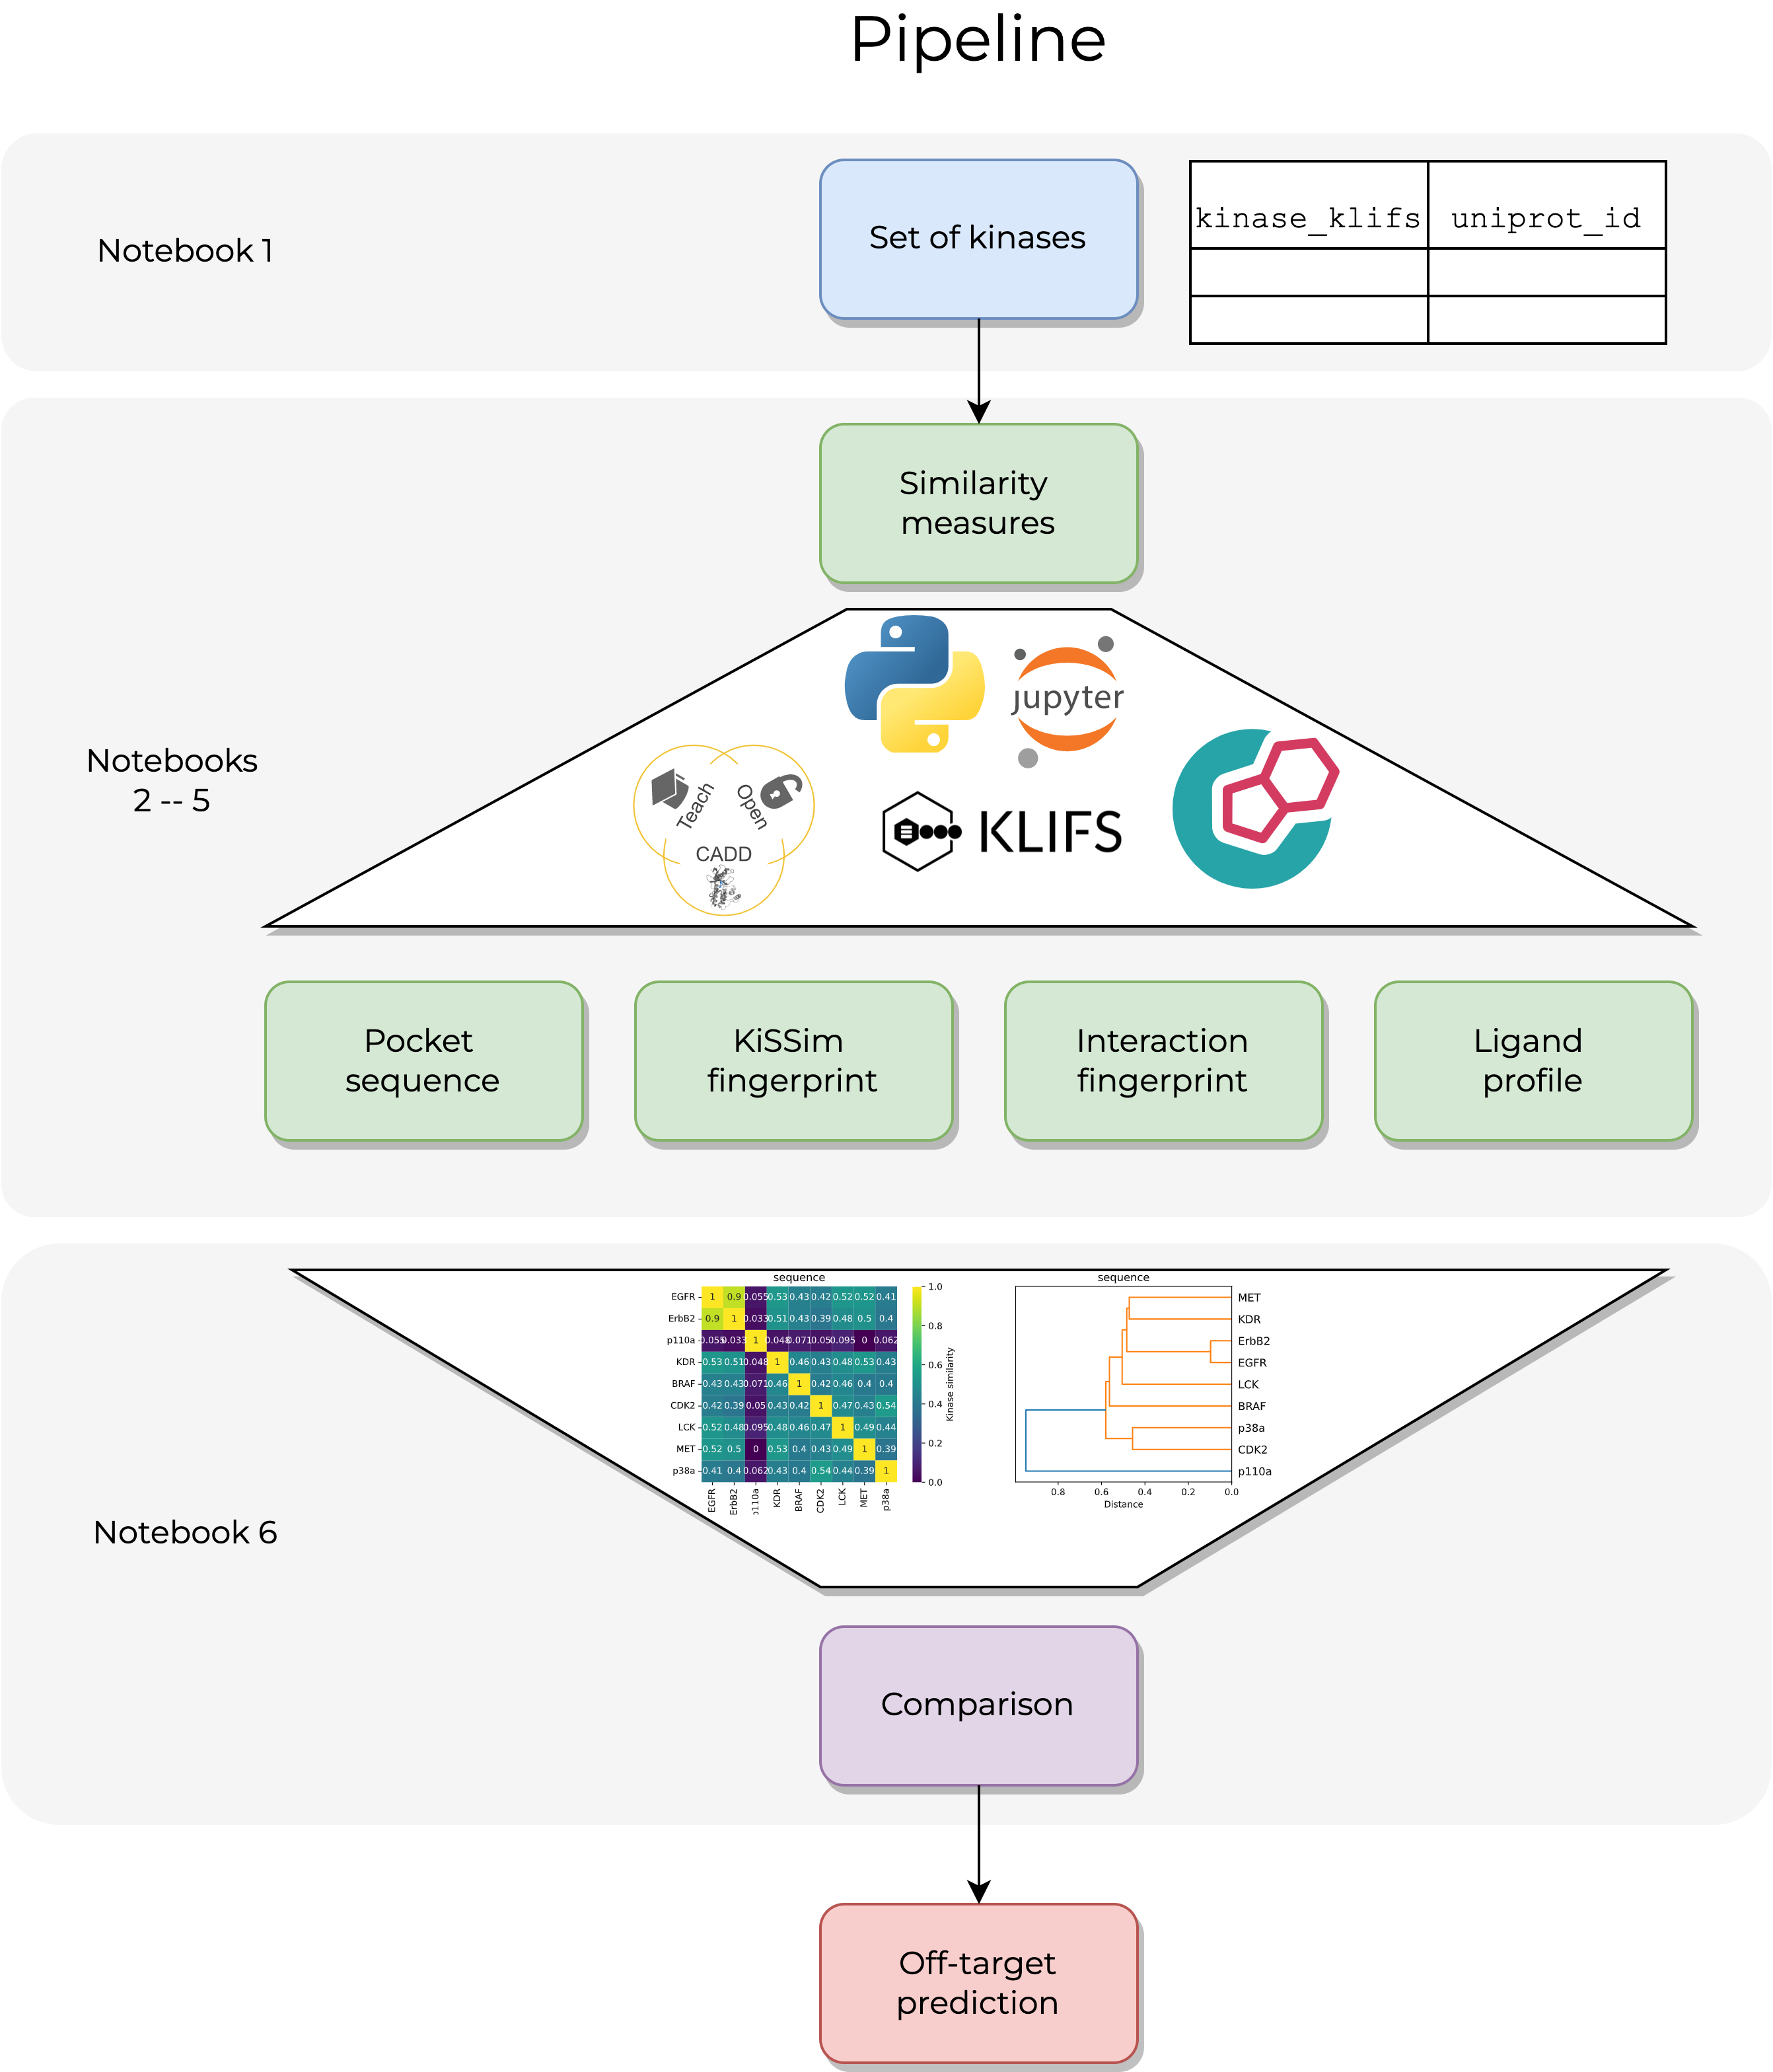 Pipeline
Notebook 1
Set of kinases
kinase_klifs uniprot_id
Similarity
measures
Notebooks
2 -- 5
jupyter
Teach
Open
CADD
KLIFS
Pocket
sequence
KiSSim
fingerprint
Interaction
fingerprint
Ligand
profile
Notebook 6
sequence
EGFR 1 0.9 0.055 0.53 0.43 0.42 0.52 0.52 0.41
ErbB2 0.9 1 0.033 0.51 0.43 0.39 0.48 0.5 0.4
p110a 0.055 0.033 1 0.048 0.071 0.05 0.095 0 0.062
KDR 0.53 0.51 0.048 1 0.46 0.43 0.48 0.53 0.43
BRAF 0.43 0.43 0.071 0.46 1 0.42 0.46 0.4 0.4
CDK2 0.42 0.39 0.05 0.43 0.42 1 0.47 0.43 0.54
LCK 0.52 0.48 0.095 0.48 0.46 0.47 1 0.49 0.44
MET 0.52 0.5 0 0.53 0.4 0.43 0.49 1 0.39
p38a 0.41 0.4 0.062 0.43 0.4 0.54 0.44 0.39 1
EGFR ErbB2 p110a KDR BRAF CDK2 LCK MET p38a
1.0
0.8
0.6
0.4
0.2
0.0
Kinase similarity
sequence
MET
KDR
ErbB2
EGFR
LCK
BRAF
p38a
CDK2
p110a
0.8 0.6 0.4 0.2 0.0
Distance
Comparison
Off-target
prediction